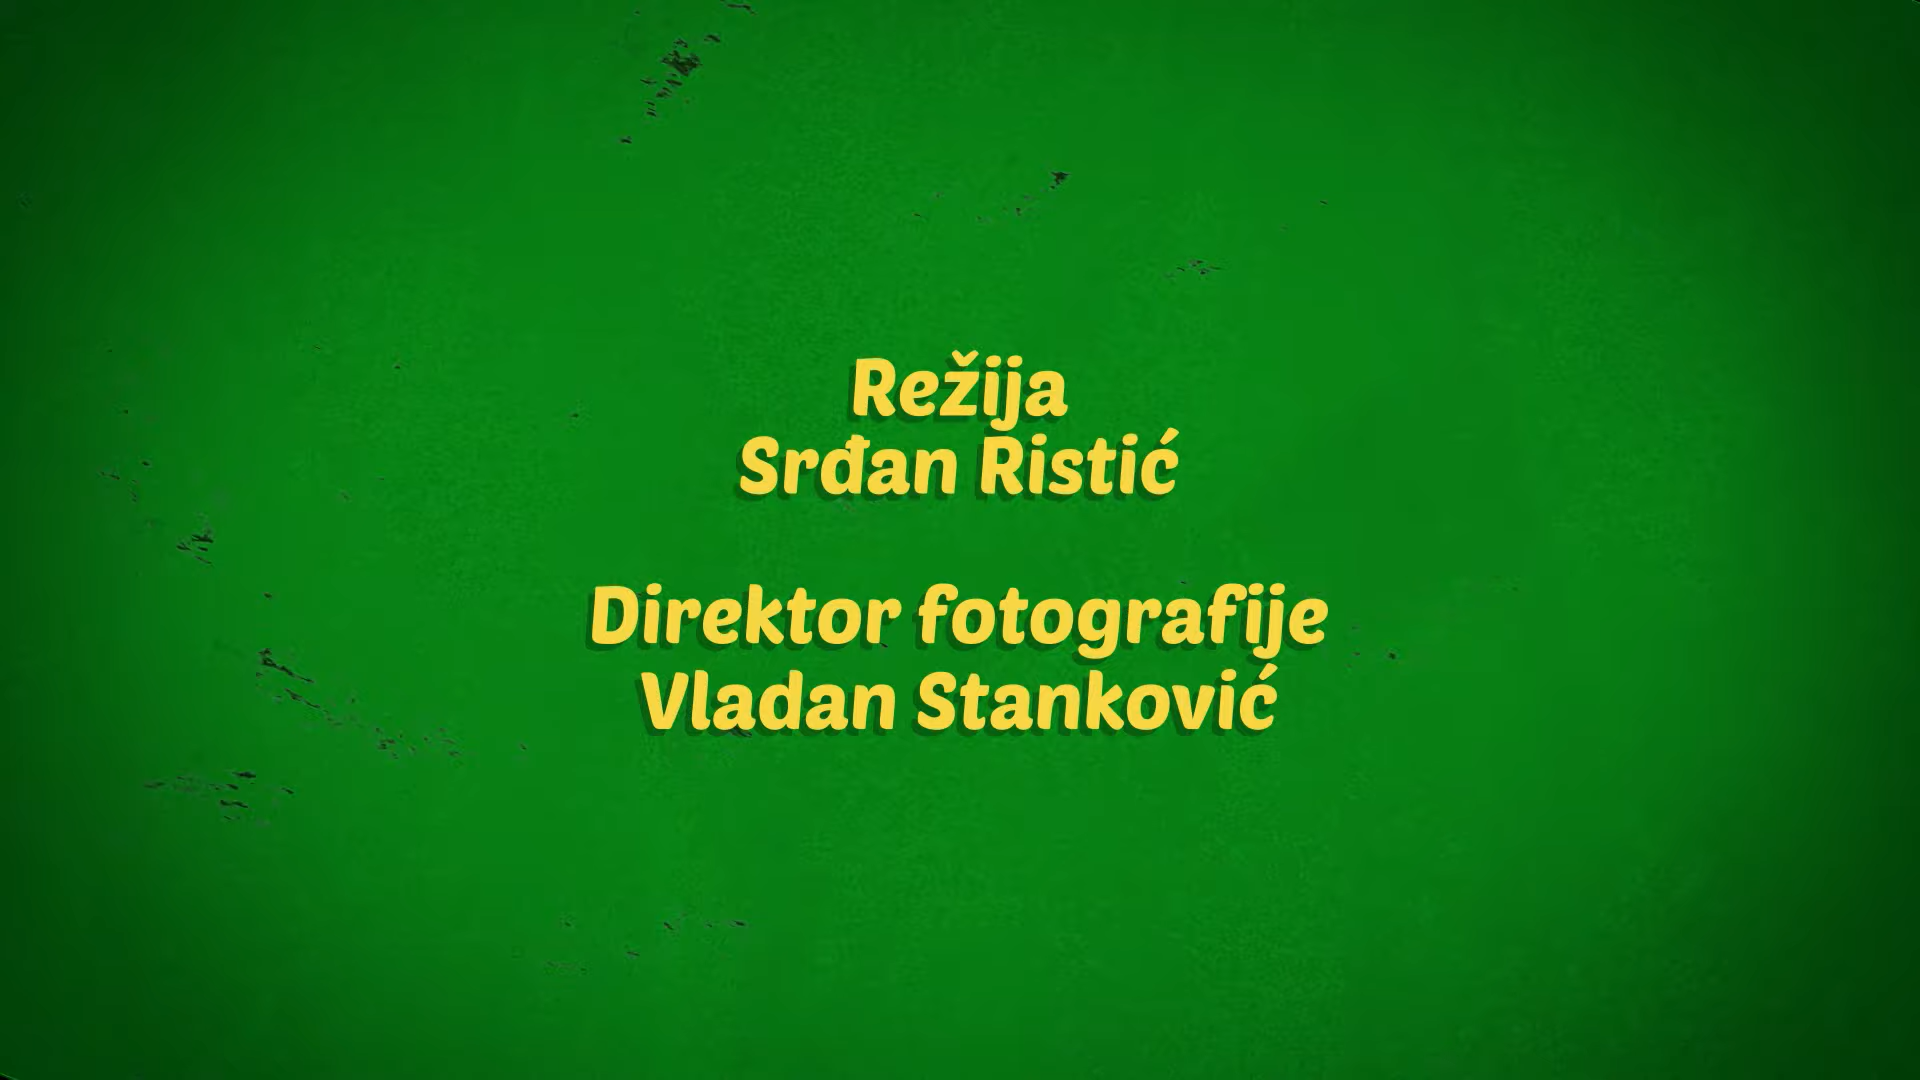 Režija
Srđan Ristić
Direktor fotografije
Vladan Stanković